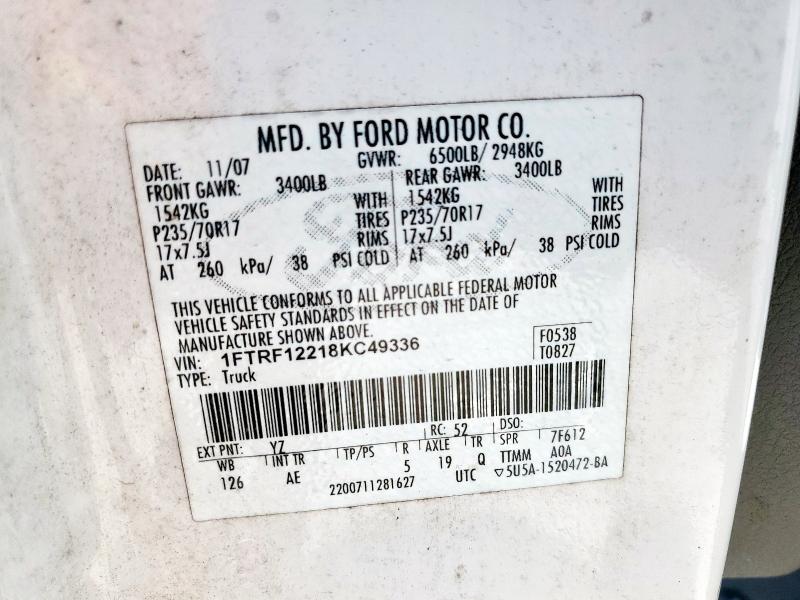 MFD. BY FORD MOTOR CO.
DATE: 11/07 GVWR: 6500LB/ 2948KG
FRONT GAWR: 3400LB REAR GAWR: 3400LB
1542KG WITH 1542KG WITH
P235/70R17 TIRES P235/70R17 TIRES
17x7.5J RIMS 17x7.5J RIMS
AT 260 kPa/ 38 PSI COLD AT 260 kPa/ 38 PSI COLD
THIS VEHICLE CONFORMS TO ALL APPLICABLE FEDERAL MOTOR
VEHICLE SAFETY STANDARDS IN EFFECT ON THE DATE OF
MANUFACTURE SHOWN ABOVE.
VIN: 1FTRF12218KC49336 F0538
TYPE: Truck T0827
EXT PNT: YZ RC: 52 DSO:
WB INT TR TP/PS R AXLE TR SPR 7F612
126 AE 5 19 Q TTMM A0A
2200711281627 UTC ▽5U5A-1520472-BA